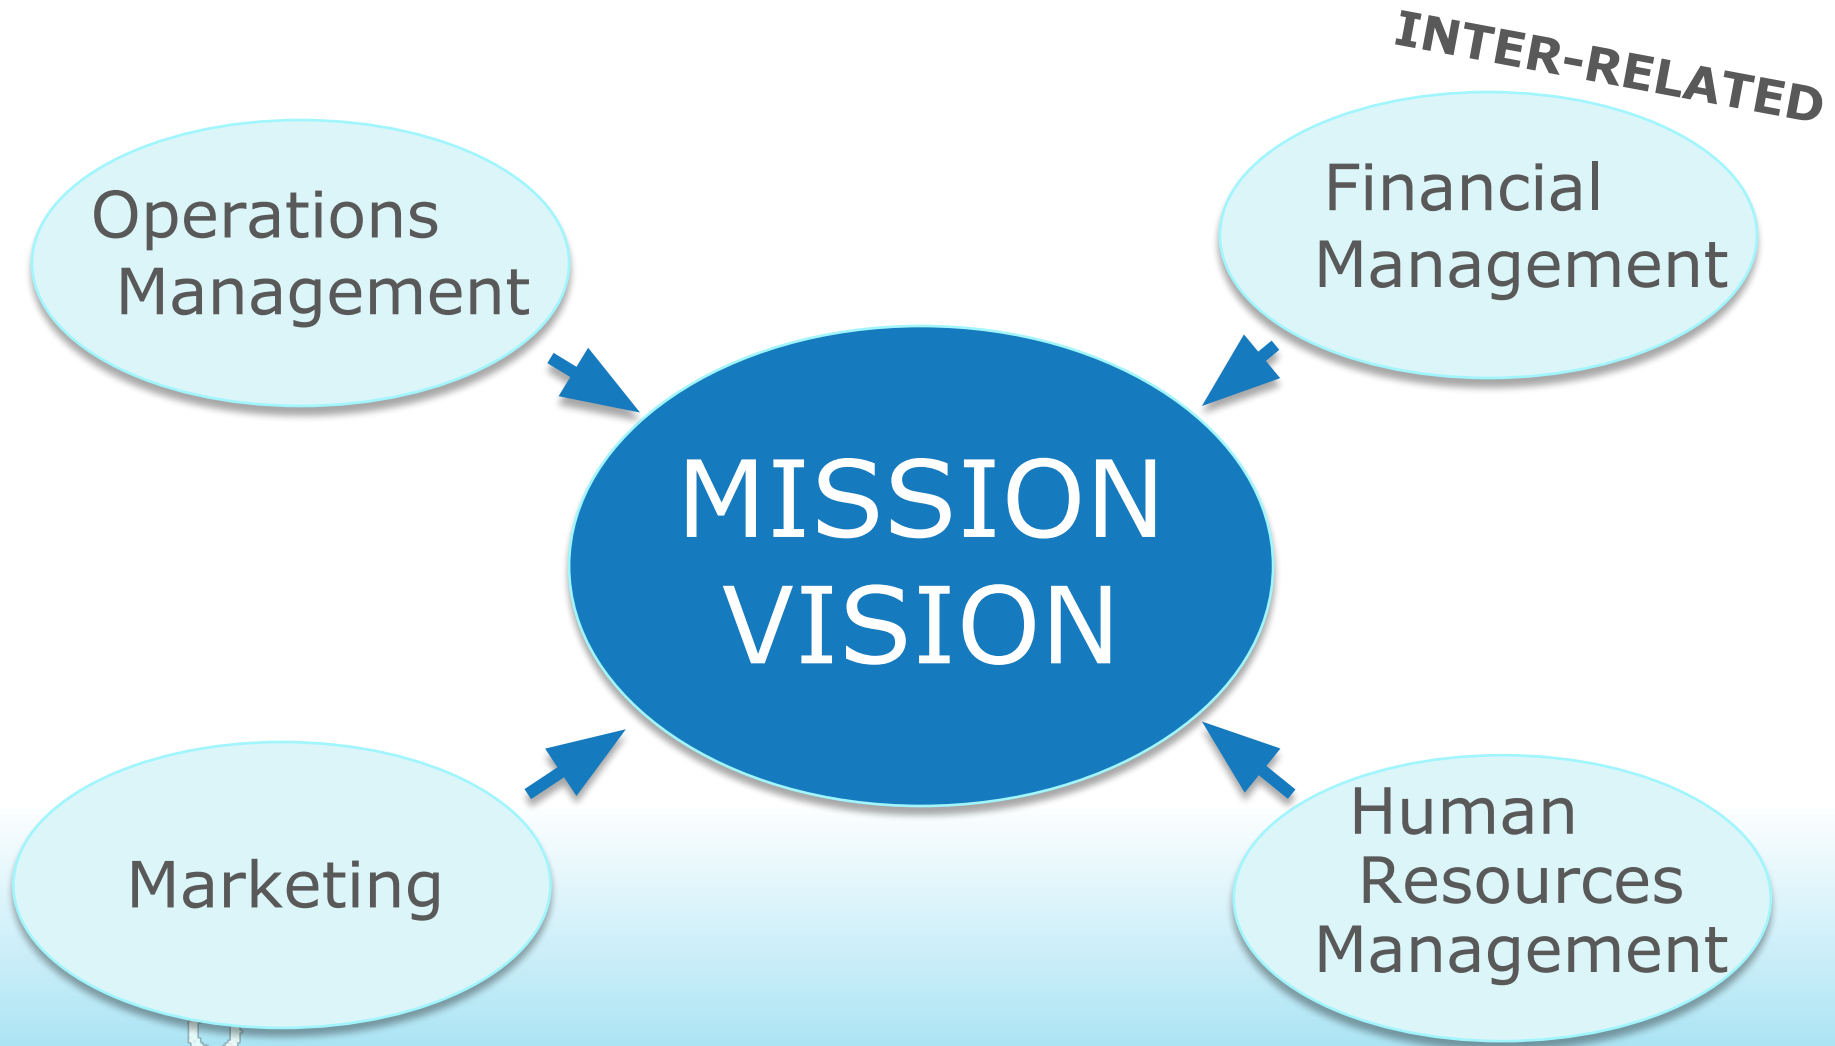 INTER-RELATED
Operations
Management
Financial
Management
MISSION
VISION
Marketing
Human
Resources
Management